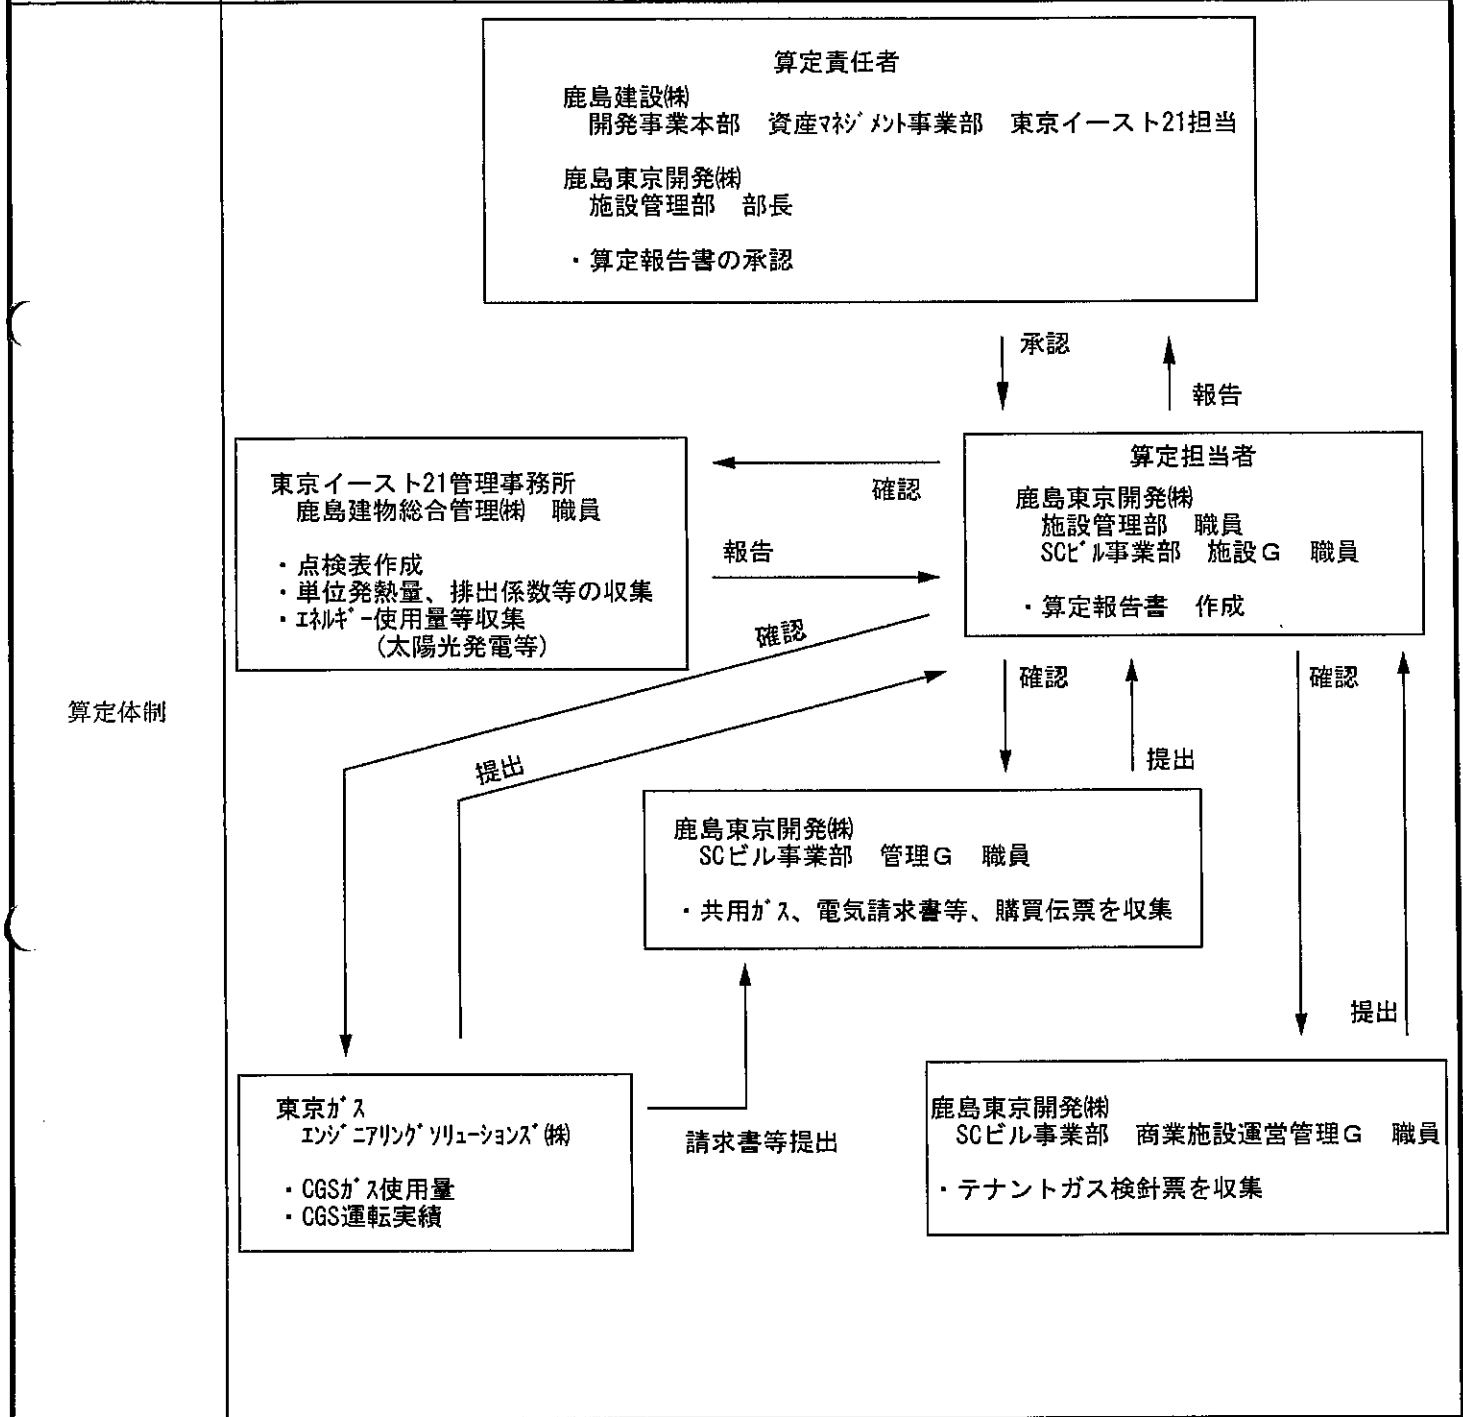 算定責任者
鹿島建設㈱
開発事業本部　資産ﾏﾈｼﾞﾒﾝﾄ事業部　東京イースト21担当
鹿島東京開発㈱
施設管理部　部長
・算定報告書の承認
承認
報告
東京イースト21管理事務所
鹿島建物総合管理㈱　職員
・点検表作成
・単位発熱量、排出係数等の収集
・ｴﾈﾙｷﾞｰ使用量等収集
(太陽光発電等)
確認
報告
算定担当者
鹿島東京開発㈱
施設管理部　職員
SCﾋﾞﾙ事業部　施設Ｇ　職員
・算定報告書　作成
確認
提出
確認
提出
確認
提出
算定体制
鹿島東京開発㈱
SCビル事業部　管理Ｇ　職員
・共用ｶﾞｽ、電気請求書等、購買伝票を収集
東京ｶﾞｽ
ｴﾝｼﾞﾆｱﾘﾝｸﾞｿﾘｭｰｼｮﾝｽﾞ㈱
・CGSｶﾞｽ使用量
・CGS運転実績
請求書等提出
鹿島東京開発㈱
SCビル事業部　商業施設運営管理Ｇ　職員
・テナントガス検針票を収集